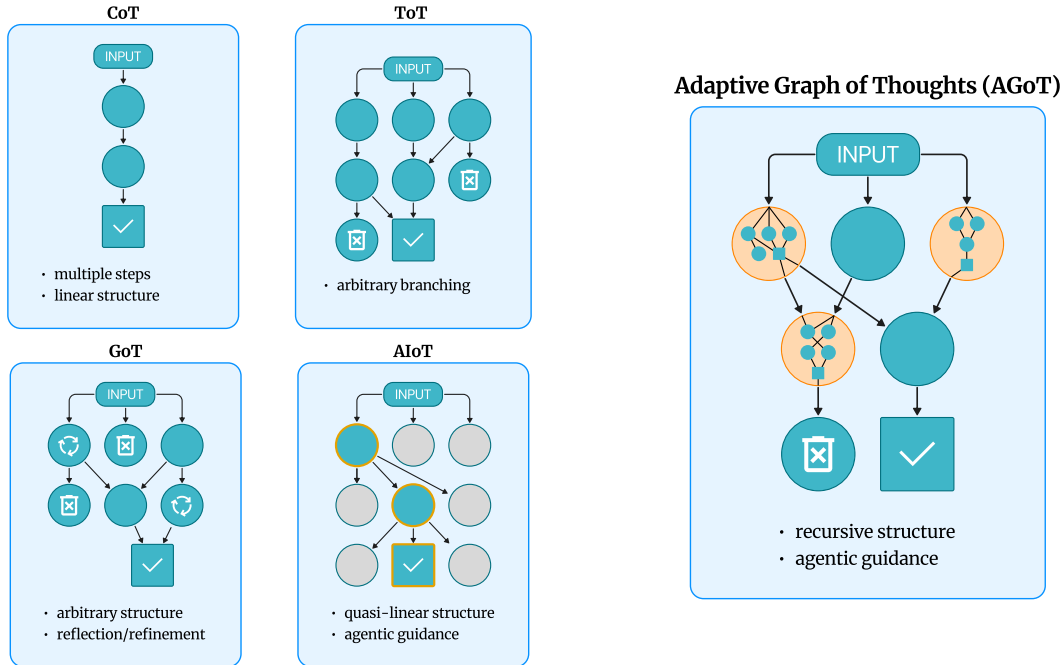 CoT
INPUT
• multiple steps
• linear structure
ToT
INPUT
• arbitrary branching
GoT
INPUT
• arbitrary structure
• reflection/refinement
AIoT
INPUT
• quasi-linear structure
• agentic guidance
Adaptive Graph of Thoughts (AGoT)
INPUT
• recursive structure
• agentic guidance